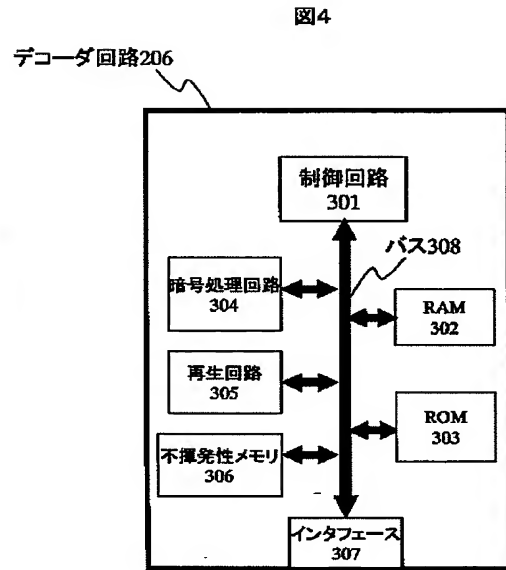 図4
デコーダ回路206
制御回路
301
バス308
暗号処理回路
304
RAM
302
再生回路
305
ROM
303
不揮発性メモリ
306
インタフェース
307